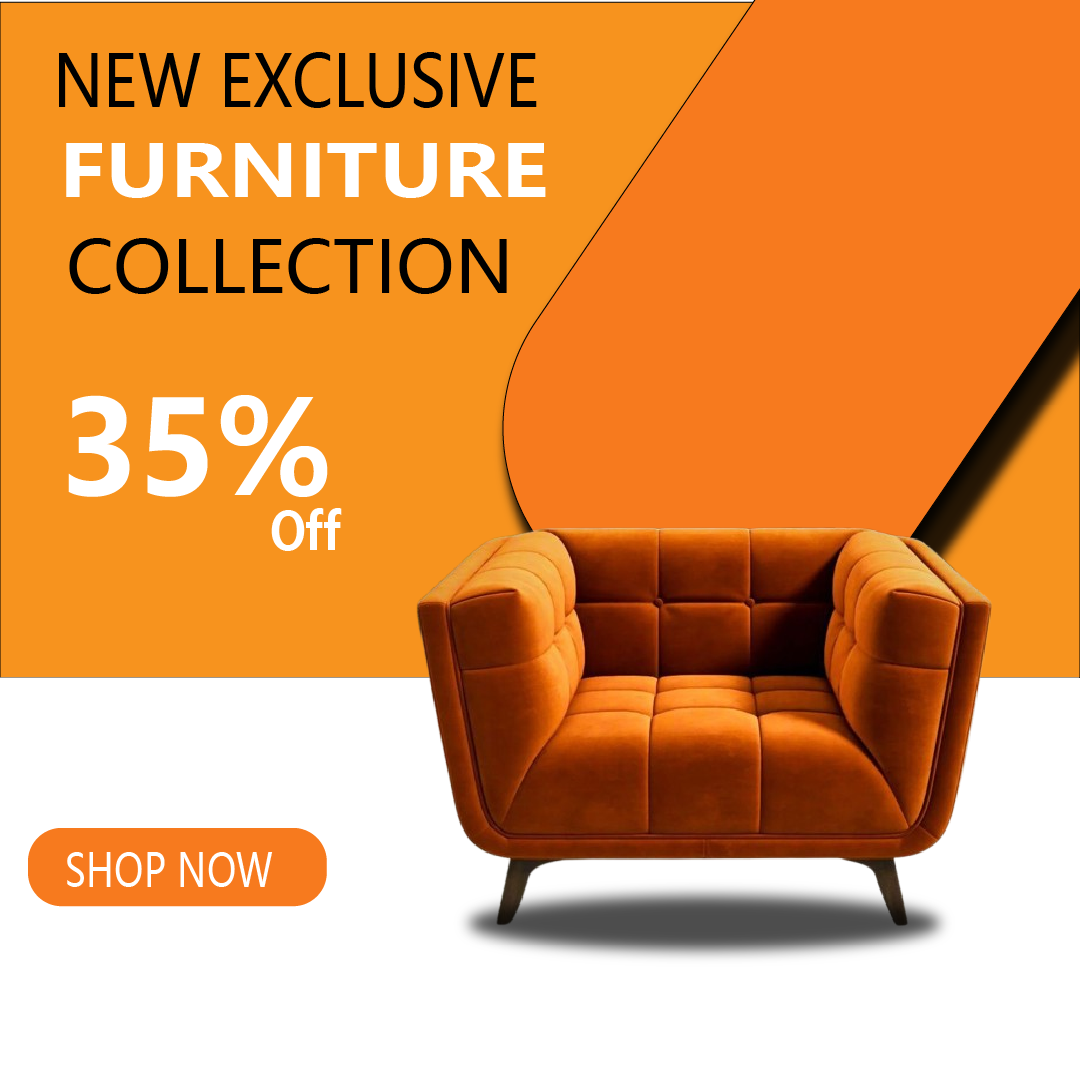 NEW EXCLUSIVE
FURNITURE
COLLECTION
35%
Off
SHOP NOW